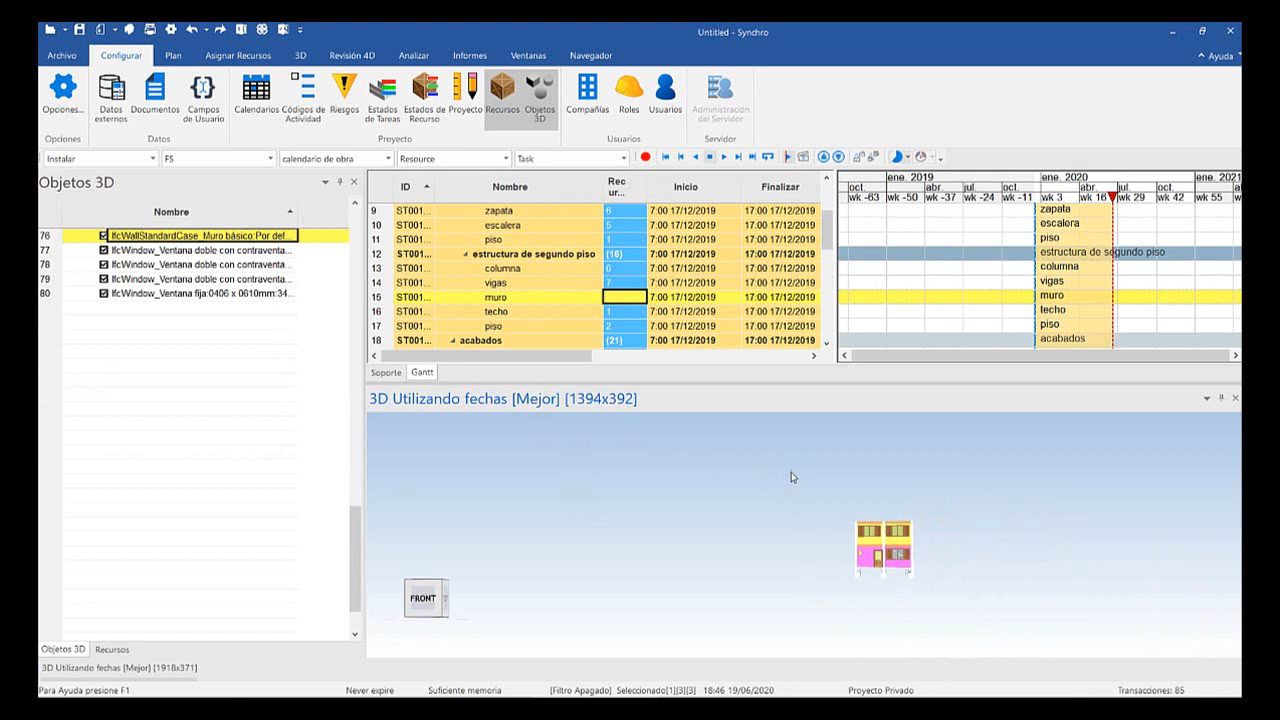 Untitled - Synchro
Archivo Configurar Plan Asignar Recursos 3D Revisión 4D Analizar Informes Ventanas Navegador Ayuda
Opciones... Datos externos Documentos Campos de Usuario Calendarios Códigos de Actividad Riesgos Estados de Tareas Estados de Recurso Proyecto Recursos Objetos 3D Compañías Roles Usuarios Administración del Servidor
Opciones Datos Proyecto Usuarios Servidor
Instalar FS calendario de obra Resource Task
Objetos 3D
Nombre
76 IfcWallStandardCase_Muro básico:Por def...
77 IfcWindow_Ventana doble con contraventa...
78 IfcWindow_Ventana doble con contraventa...
79 IfcWindow_Ventana doble con contraventa...
80 IfcWindow_Ventana fija:0406 x 0610mm:34...
ID Nombre Rec ur... Inicio Finalizar
9 ST001... zapata 6 7:00 17/12/2019 17:00 17/12/2019
10 ST001... escalera 5 7:00 17/12/2019 17:00 17/12/2019
11 ST001... piso 1 7:00 17/12/2019 17:00 17/12/2019
12 ST001... estructura de segundo piso (16) 7:00 17/12/2019 17:00 17/12/2019
13 ST001... columna 6 7:00 17/12/2019 17:00 17/12/2019
14 ST001... vigas 7 7:00 17/12/2019 17:00 17/12/2019
15 ST001... muro 7:00 17/12/2019 17:00 17/12/2019
16 ST001... techo 1 7:00 17/12/2019 17:00 17/12/2019
17 ST001... piso 2 7:00 17/12/2019 17:00 17/12/2019
18 ST001... acabados (21) 7:00 17/12/2019 17:00 17/12/2019
ene. 2019 ene. 2020 ene. 2021
oct. abr. jul. oct. abr. jul. oct.
wk -63 wk -50 wk -37 wk -24 wk -11 wk 3 wk 16 wk 29 wk 42 wk 55
zapata
escalera
piso
estructura de segundo piso
columna
vigas
muro
techo
piso
acabados
Soporte Gantt
3D Utilizando fechas [Mejor] [1394x392]
FRONT
Objetos 3D Recursos
3D Utilizando fechas [Mejor] [1918x371]
Para Ayuda presione F1 Never expire Suficiente memoria [Filtro Apagado] Seleccionado[1][3][3] 18:46 19/06/2020 Proyecto Privado Transacciones: 85